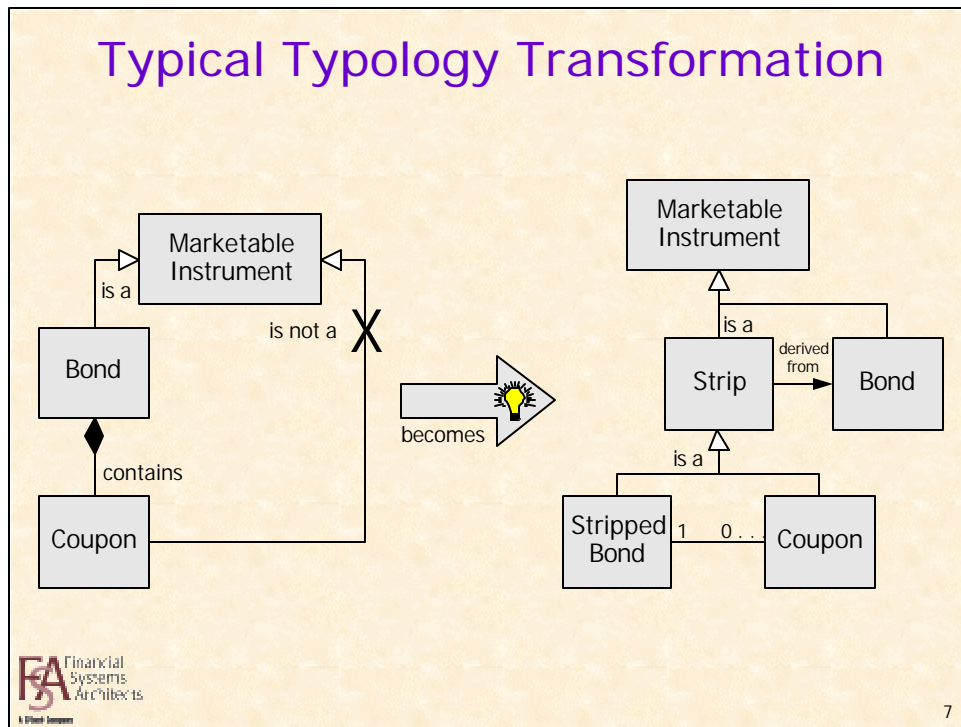 Typical Typology Transformation
Marketable
Instrument
is a
is not a
X
Bond
contains
Coupon
becomes
Marketable
Instrument
is a
Strip
derived
from
Bond
is a
Stripped
Bond
1
0 . . .
Coupon
FSA
Financial
Systems
Architects
7